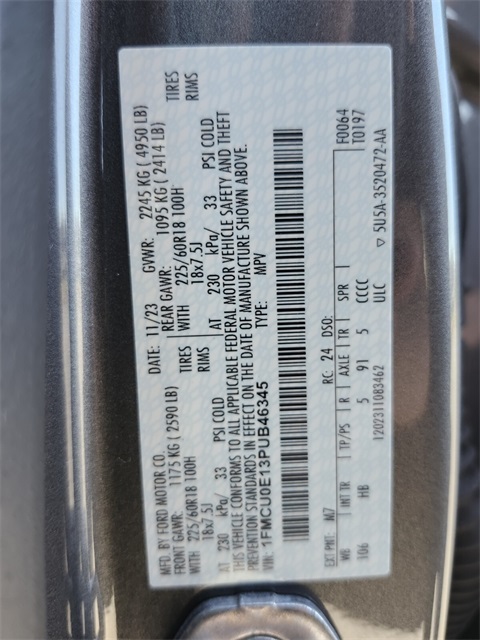 MFD. BY FORD MOTOR CO.
DATE: 11/23 GVWR: 2245 KG ( 4950 LB)
FRONT GAWR: 1175 KG ( 2590 LB) REAR GAWR: 1095 KG ( 2414 LB)
WITH 225/60R18 100H TIRES WITH 225/60R18 100H TIRES
18x7.5J RIMS 18x7.5J RIMS
AT 230 kPa/ 33 PSI COLD AT 230 kPa/ 33 PSI COLD
THIS VEHICLE CONFORMS TO ALL APPLICABLE FEDERAL MOTOR VEHICLE SAFETY AND THEFT
PREVENTION STANDARDS IN EFFECT ON THE DATE OF MANUFACTURE SHOWN ABOVE.
VIN: 1FMCU0E13PUB46345 TYPE: MPV
F0064
EXT PNT: M7 RC: 24 DSO: T0197
WB INT TR TP/PS R AXLE TR SPR
106 HB 5 91 5 CCCC
1202311083462 ULC
5U5A-3520472-AA